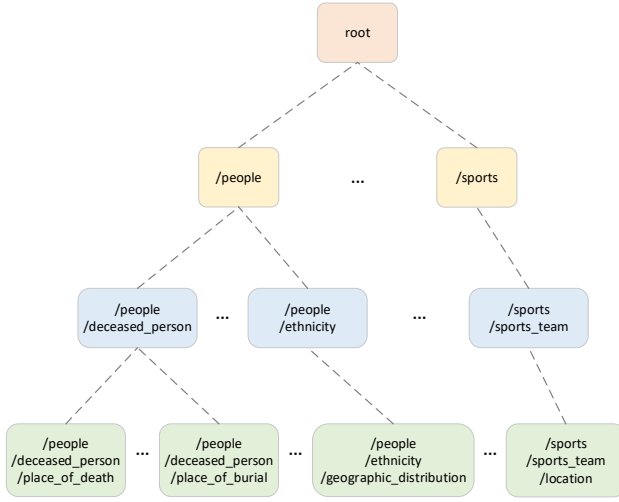 root
/people
...
/sports
/people
/deceased_person
...
/people
/ethnicity
...
/sports
/sports_team
/people
/deceased_person
/place_of_death
...
/people
/deceased_person
/place_of_burial
...
/people
/ethnicity
/geographic_distribution
...
/sports
/sports_team
/location